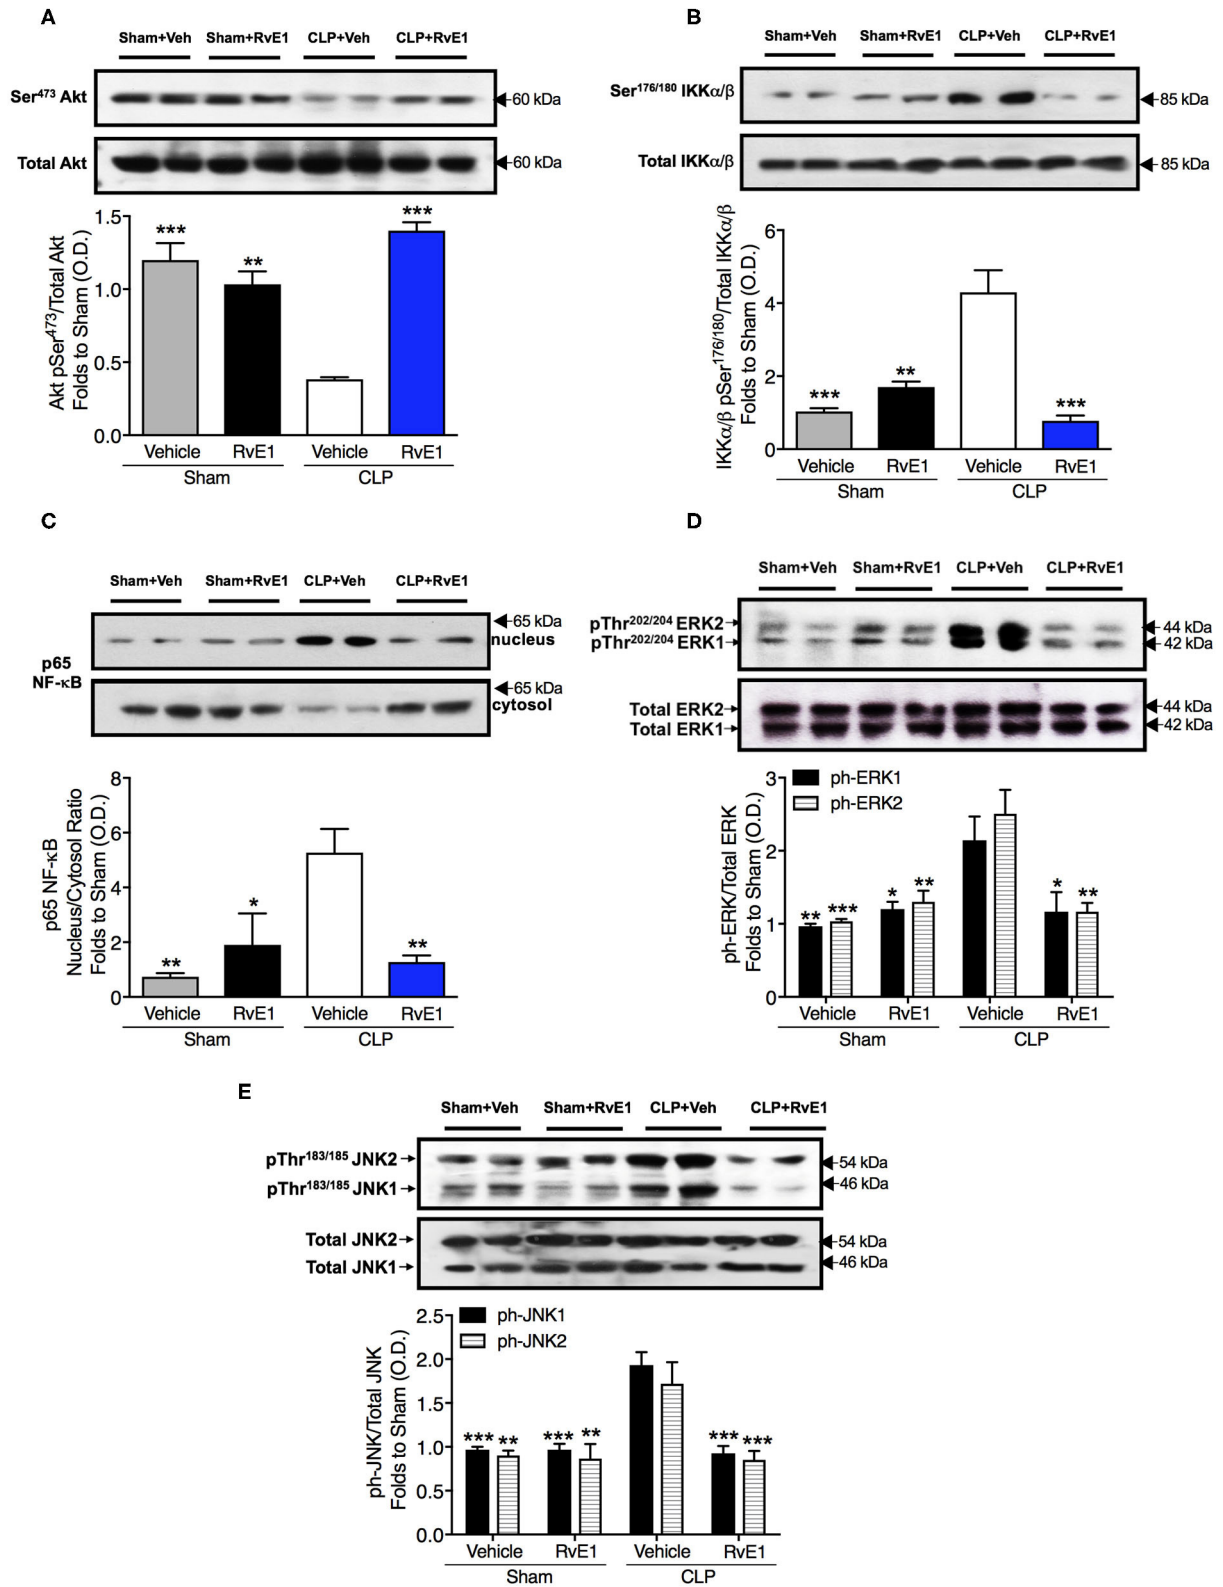 A
Sham+Veh Sham+RvE1 CLP+Veh CLP+RvE1
Ser473 Akt
60 kDa
Total Akt
60 kDa
Akt pSer473/Total Akt
Folds to Sham (O.D.)
1.5
1.0
0.5
0.0
*** ** ***
Vehicle RvE1 Vehicle RvE1
Sham CLP
B
Sham+Veh Sham+RvE1 CLP+Veh CLP+RvE1
Ser176/180 IKKα/β
85 kDa
Total IKKα/β
85 kDa
IKKα/β pSer176/180/Total IKKα/β
Folds to Sham (O.D.)
6
4
2
0
*** ** ***
Vehicle RvE1 Vehicle RvE1
Sham CLP
C
Sham+Veh Sham+RvE1 CLP+Veh CLP+RvE1
65 kDa
nucleus
p65
NF-κB
65 kDa
cytosol
p65 NF-κB
Nucleus/Cytosol Ratio
Folds to Sham (O.D.)
8
6
4
2
0
** * **
Vehicle RvE1 Vehicle RvE1
Sham CLP
D
Sham+Veh Sham+RvE1 CLP+Veh CLP+RvE1
pThr202/204 ERK2
44 kDa
pThr202/204 ERK1
42 kDa
Total ERK2
44 kDa
Total ERK1
42 kDa
ph-ERK1
ph-ERK2
ph-ERK/Total ERK
Folds to Sham (O.D.)
3
2
1
0
** *** * ** * **
Vehicle RvE1 Vehicle RvE1
Sham CLP
E
Sham+Veh Sham+RvE1 CLP+Veh CLP+RvE1
pThr183/185 JNK2
54 kDa
pThr183/185 JNK1
46 kDa
Total JNK2
54 kDa
Total JNK1
46 kDa
ph-JNK1
ph-JNK2
ph-JNK/Total JNK
Folds to Sham (O.D.)
2.5
2.0
1.5
1.0
0.5
0.0
*** ** *** ** *** ***
Vehicle RvE1 Vehicle RvE1
Sham CLP